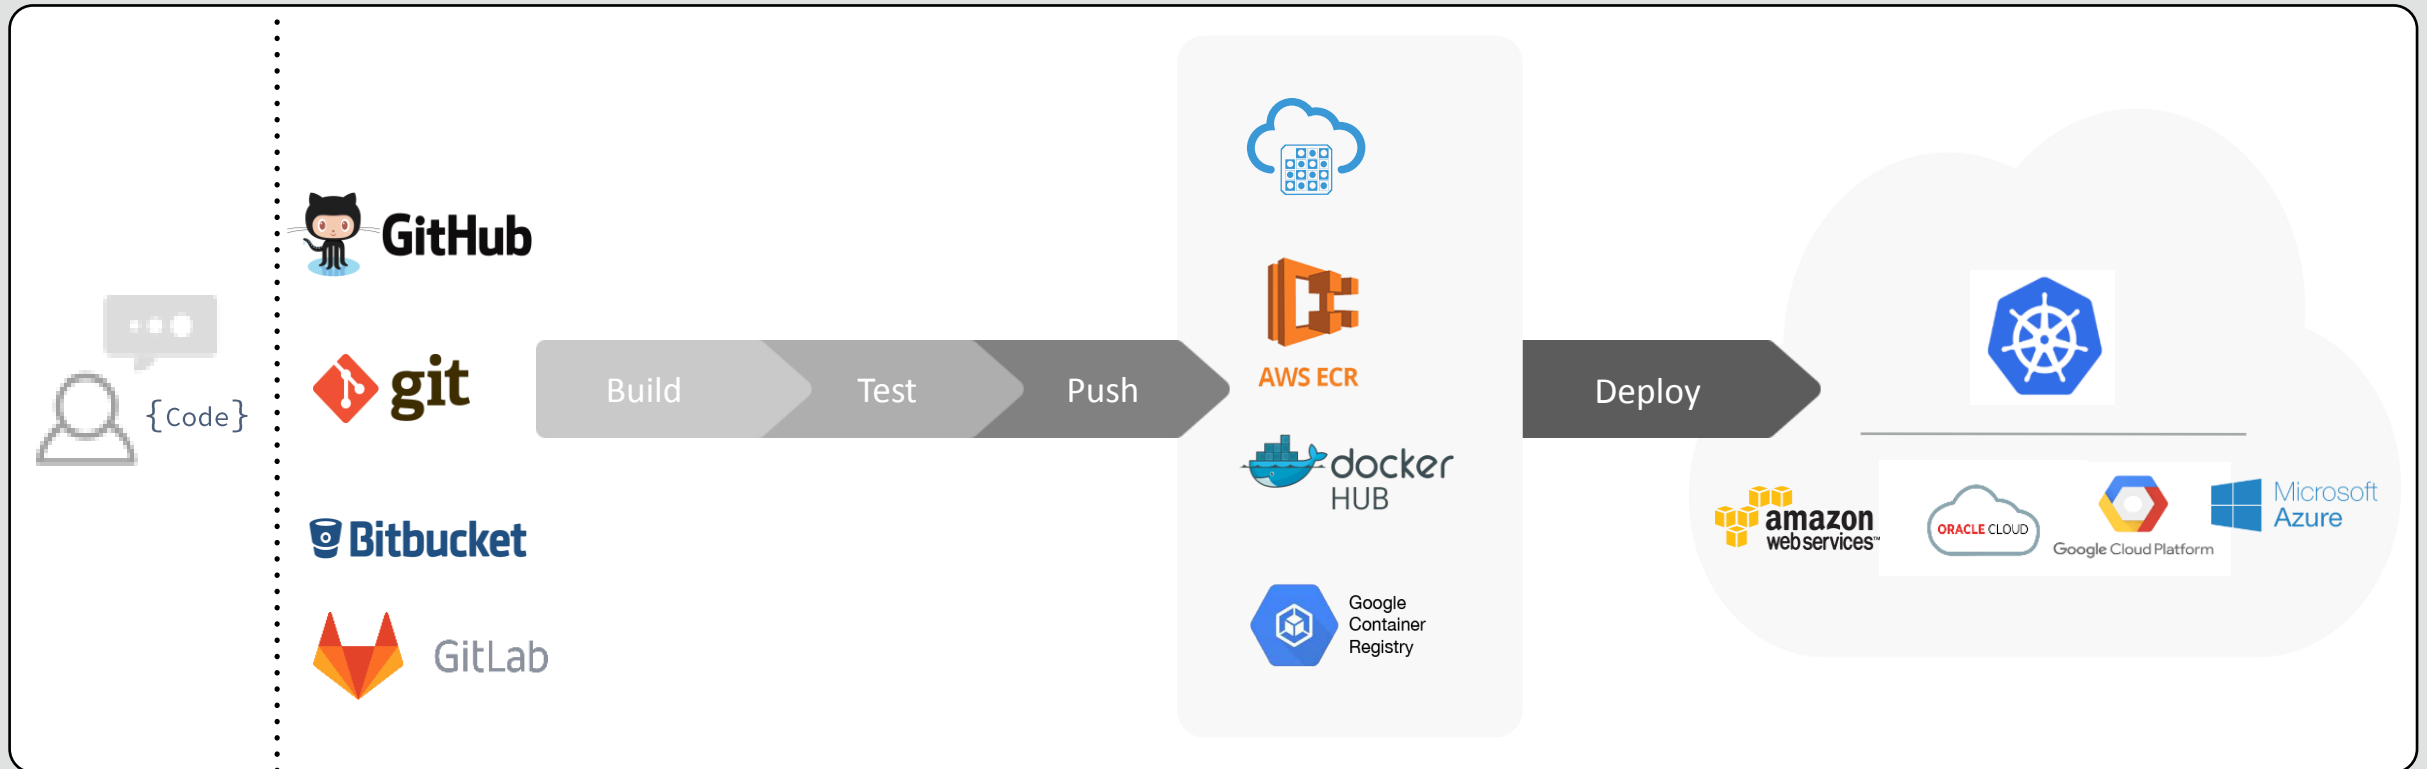 {Code}
GitHub
git
Bitbucket
GitLab
Build
Test
Push
AWS ECR
docker
HUB
Google
Container
Registry
Deploy
amazon
web services™
ORACLE CLOUD
Google Cloud Platform
Microsoft
Azure